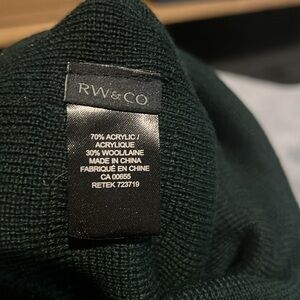 RW&CO
70% ACRYLIC/
ACRYLIQUE
30% WOOL/LAINE
MADE IN CHINA
FABRIQUÉ EN CHINE
CA 00655
RETEK 723719